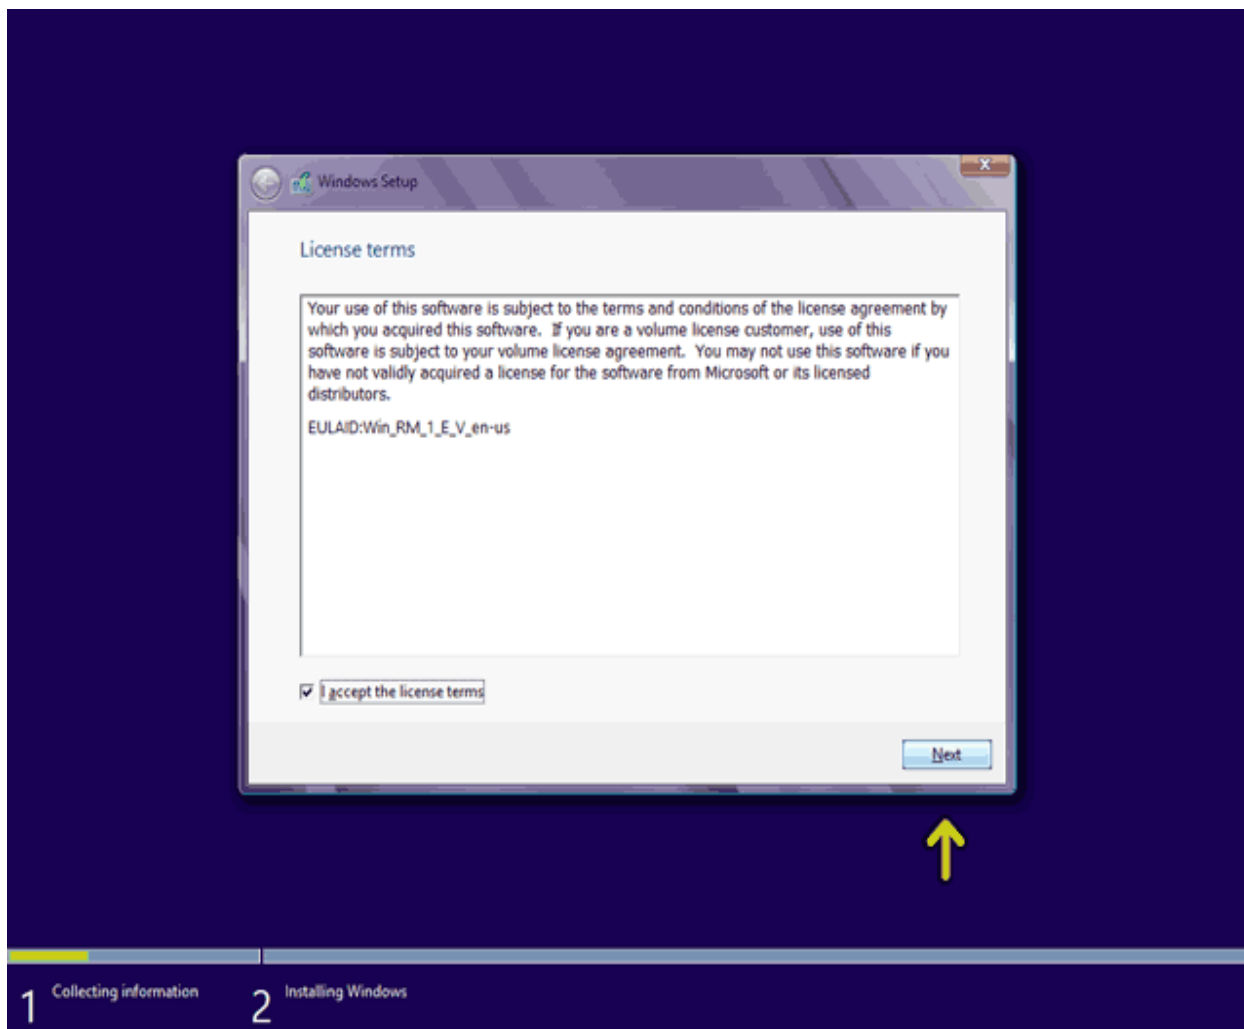 Windows Setup
x
License terms
Your use of this software is subject to the terms and conditions of the license agreement by
which you acquired this software.  If you are a volume license customer, use of this
software is subject to your volume license agreement.  You may not use this software if you
have not validly acquired a license for the software from Microsoft or its licensed
distributors.
EULAID:Win_RM_1_E_V_en-us
I accept the license terms
Next
1 Collecting information
2 Installing Windows